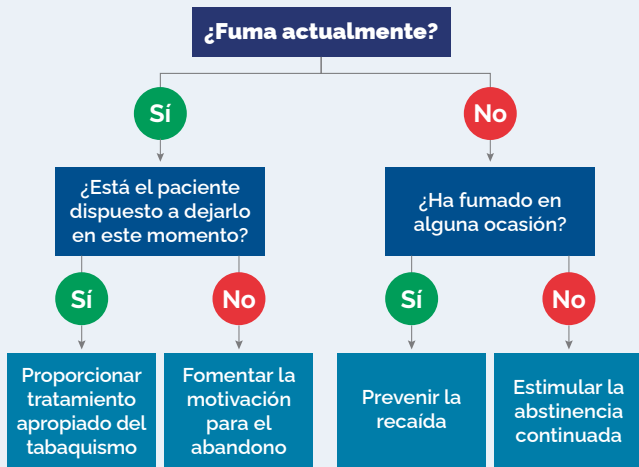 ¿Fuma actualmente?
Sí
No
¿Está el paciente
dispuesto a dejarlo
en este momento?
¿Ha fumado en
alguna ocasión?
Sí
No
Sí
No
Proporcionar
tratamiento
apropiado del
tabaquismo
Fomentar la
motivación
para el
abandono
Prevenir la
recaída
Estimular la
abstinencia
continuada